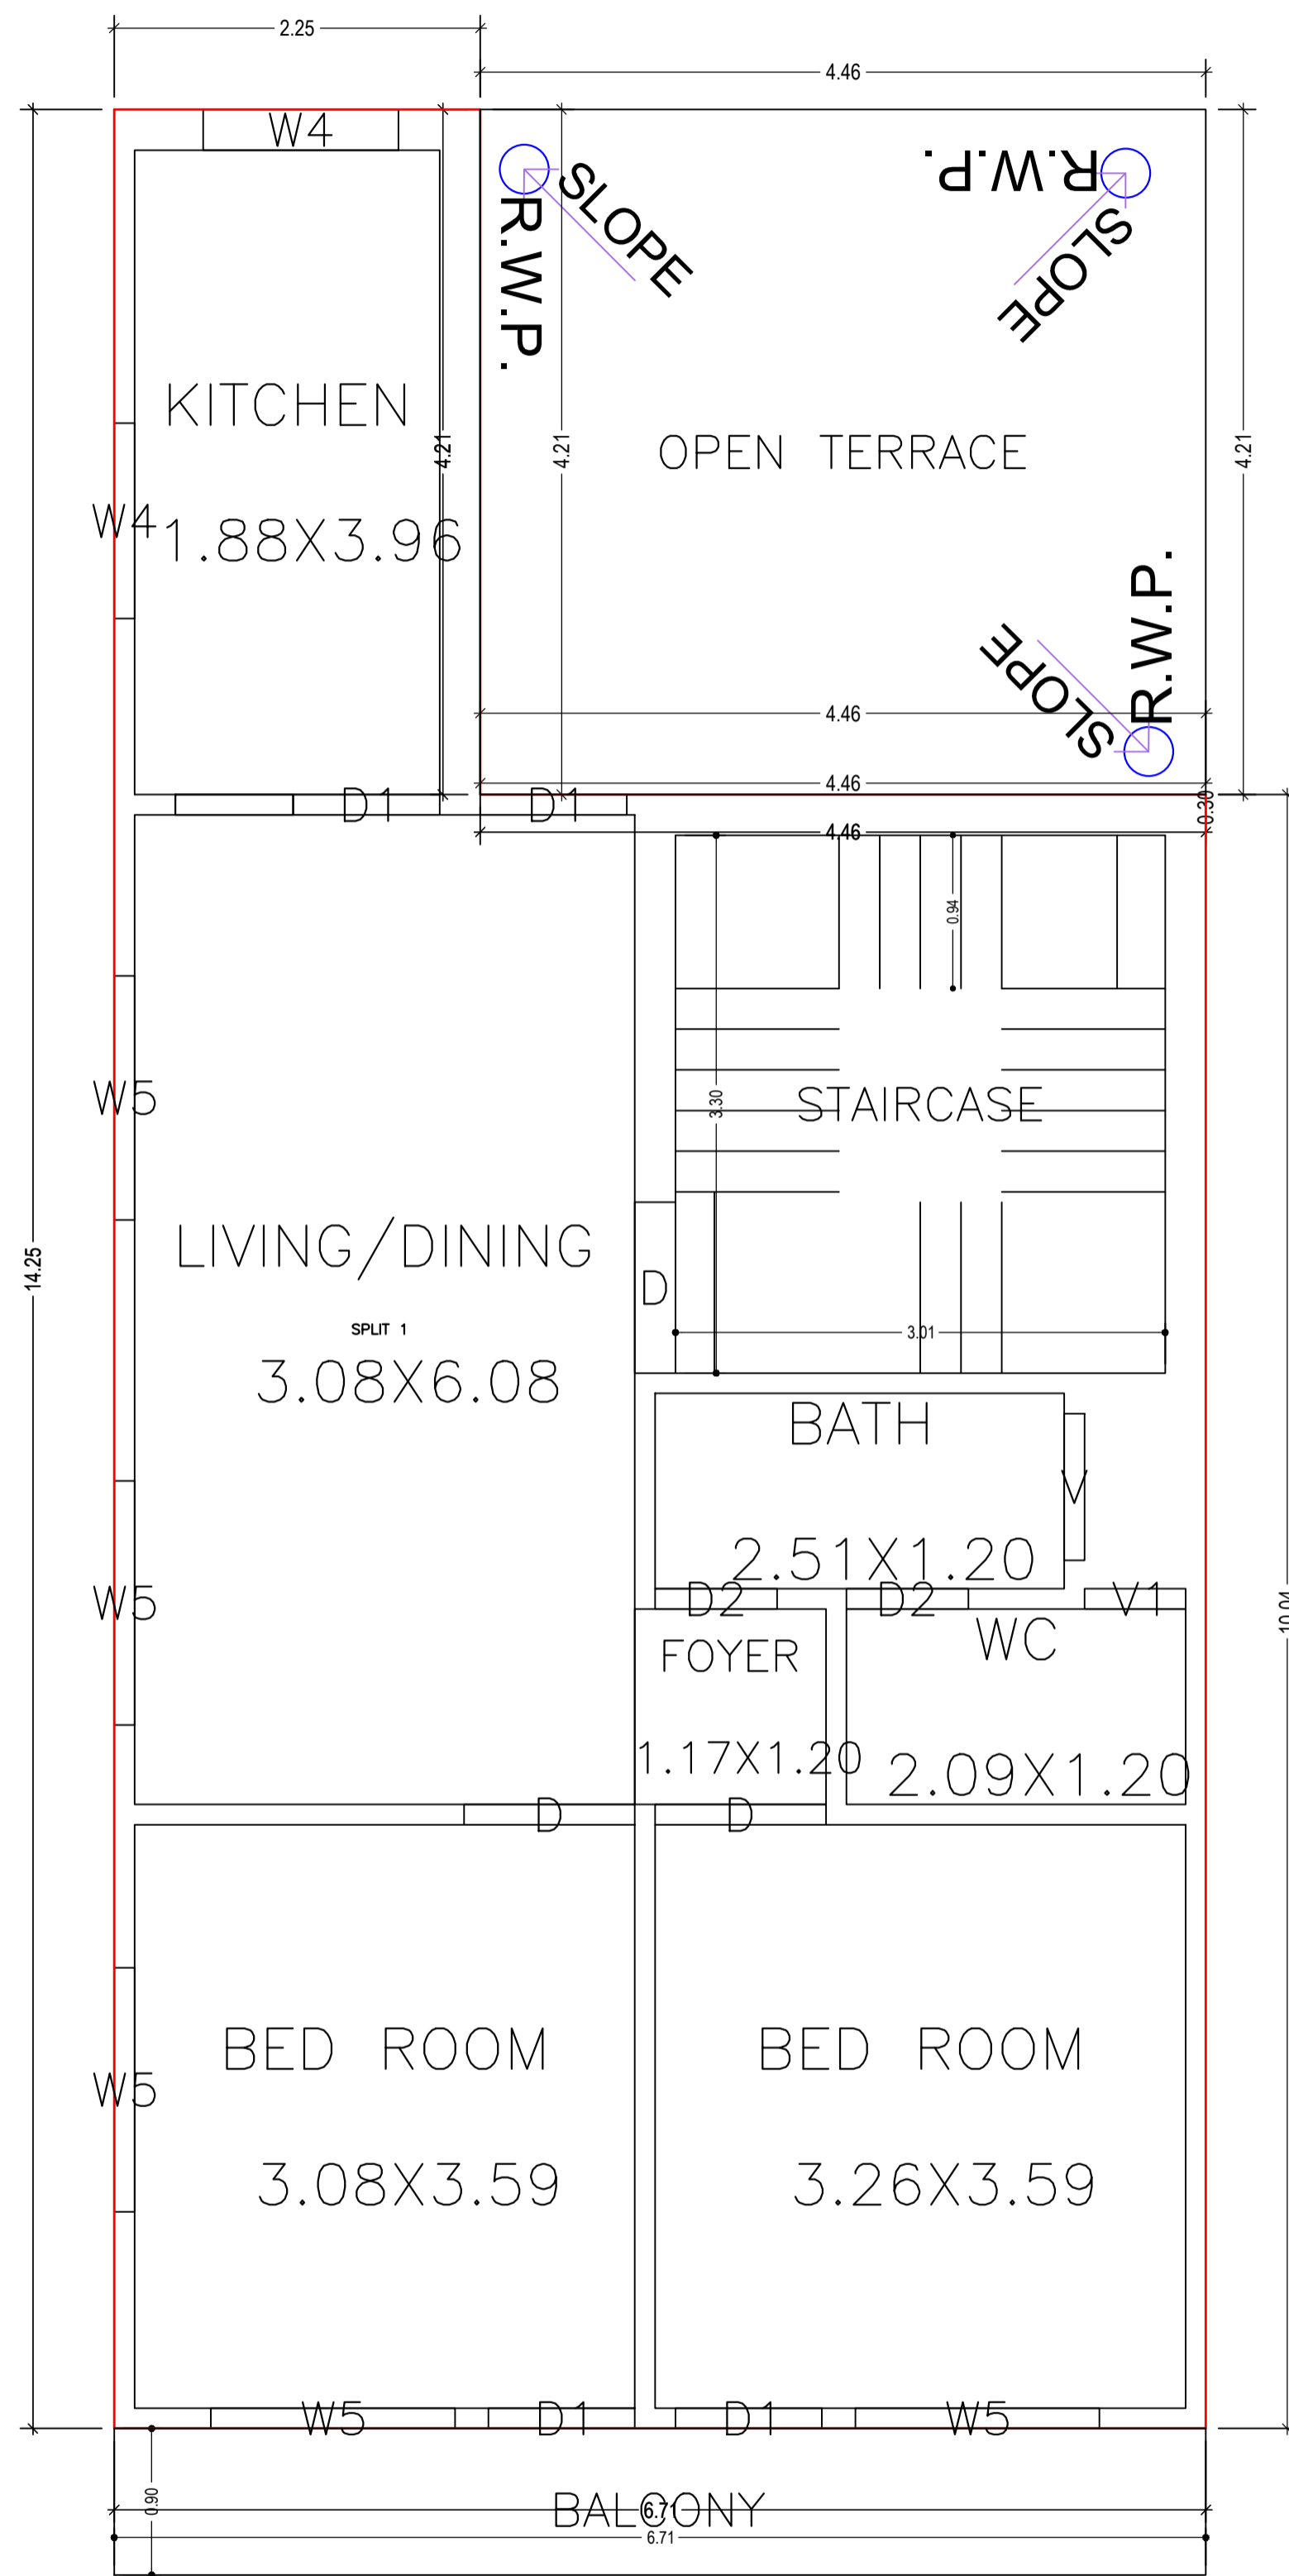 2.25
4.46
W4
R.W.P.
SLOPE
R.W.P.
SLOPE
KITCHEN
4.21
4.21
OPEN TERRACE
4.21
W4
1.88X3.96
R.W.P.
SLOPE
4.46
4.46
D1
D1
0.30
4.46
0.94
W5
3.30
STAIRCASE
14.25
LIVING/DINING
D
SPLIT 1
3.01
3.08X6.08
BATH
V
2.51X1.20
W5
D2
D2
V1
10.04
FOYER
WC
1.17X1.20
2.09X1.20
D
D
BED ROOM
BED ROOM
W5
3.08X3.59
3.26X3.59
W5
D1
D1
W5
0.90
BALCONY
6.71
6.71